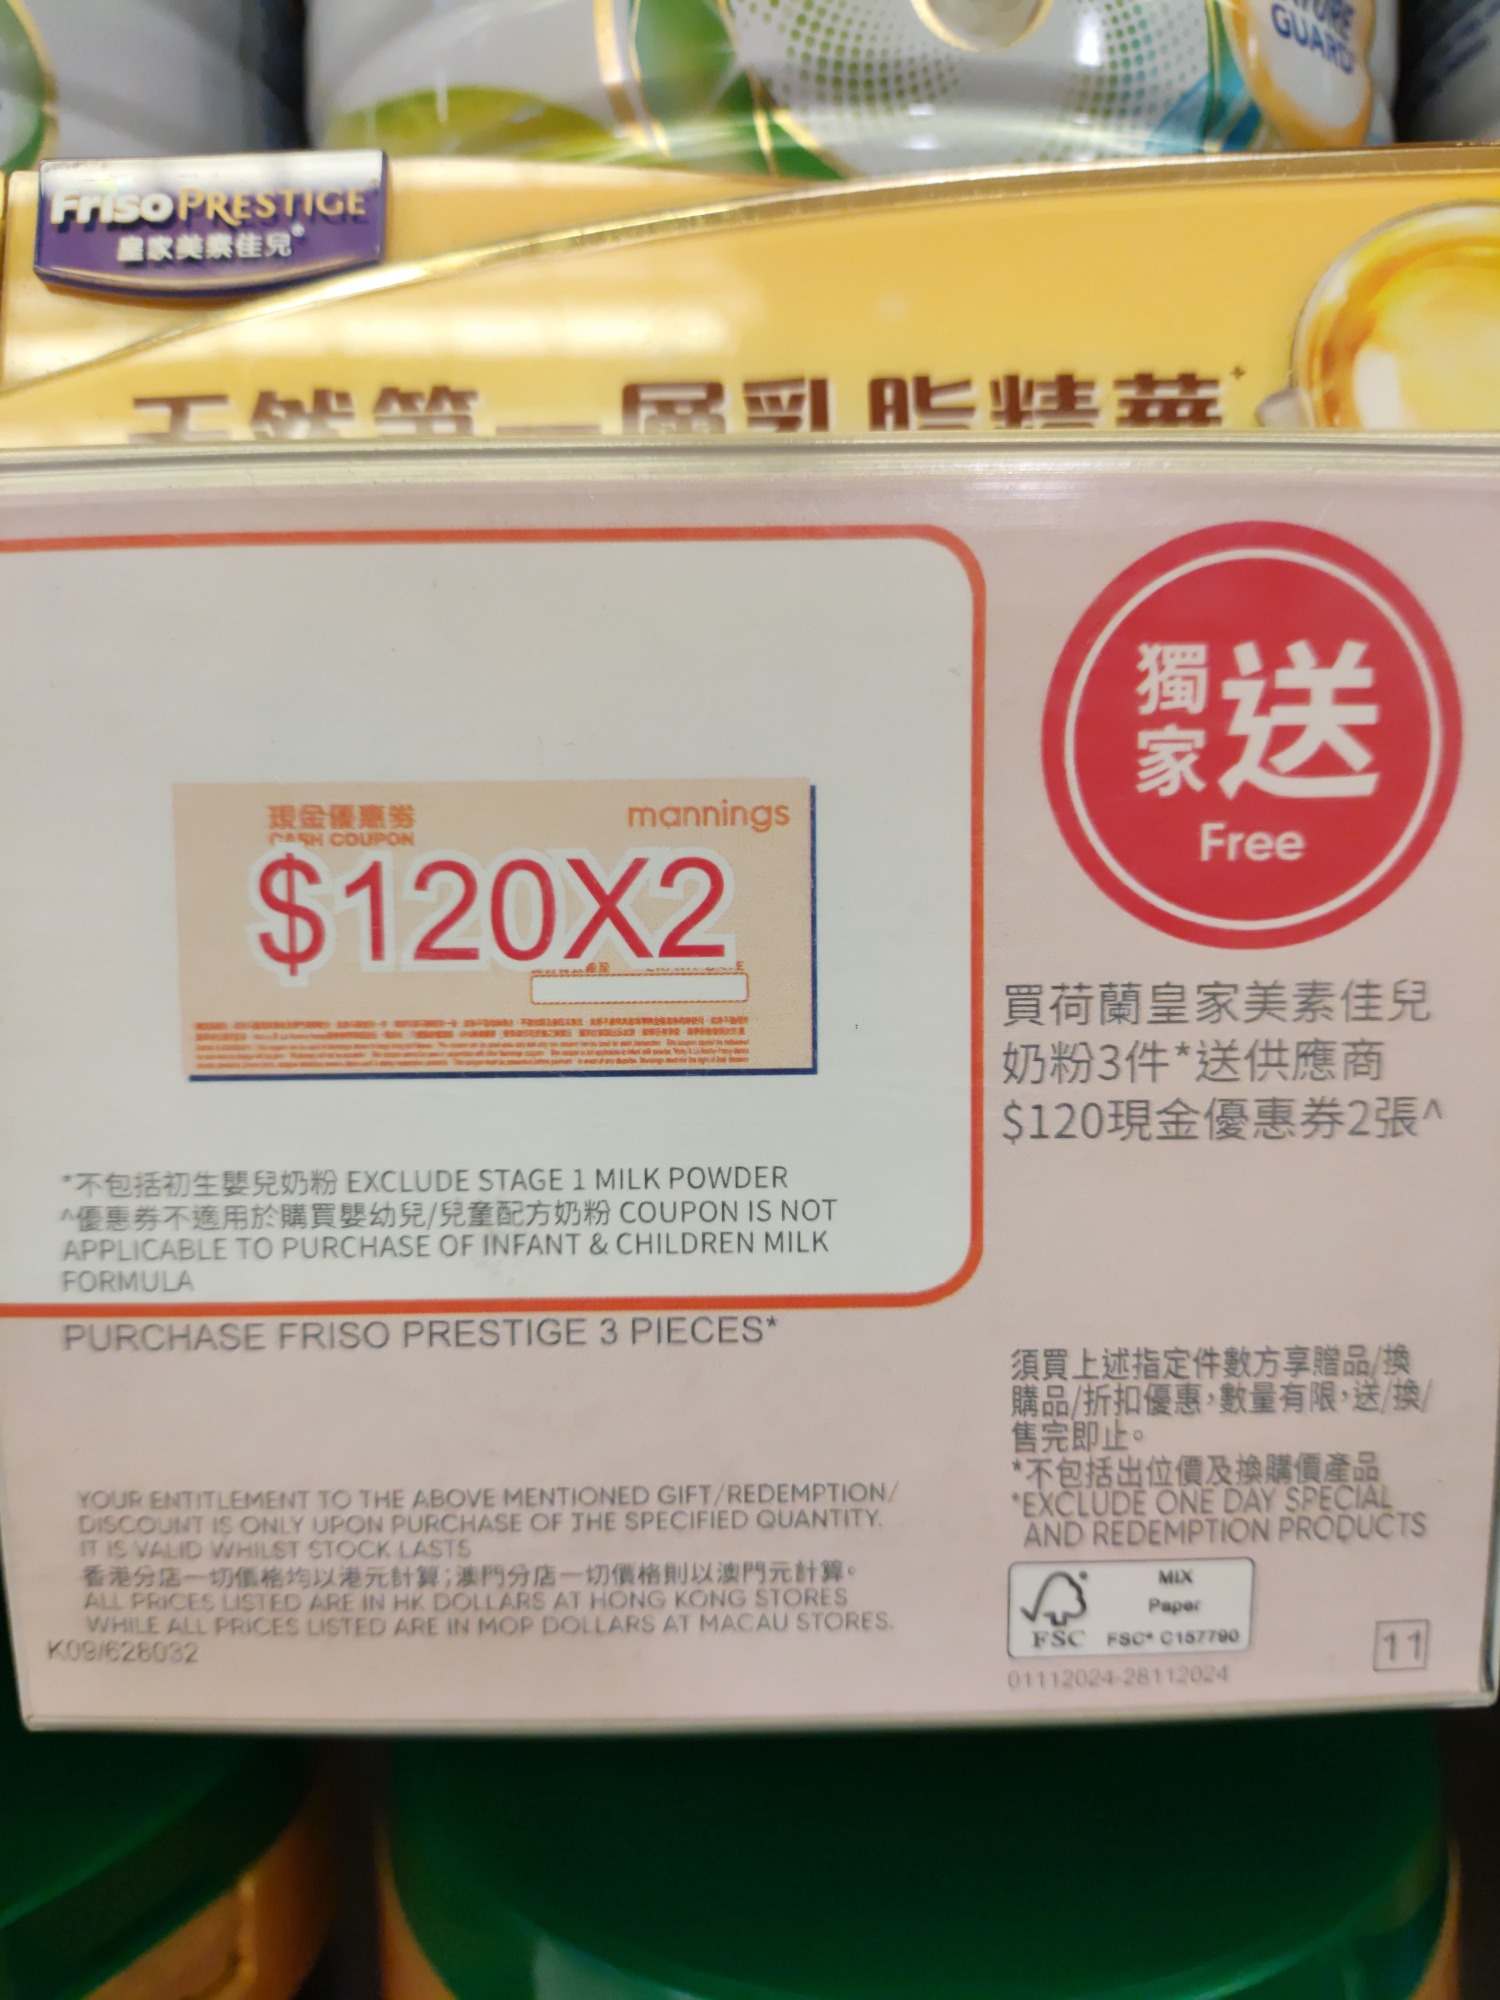 TURE
GUARD
Friso PRESTIGE
皇家美素佳兒®
天然第一層乳脂精華+
獨家送
Free
現金優惠券
mannings
CASH COUPON
$120X2
買荷蘭皇家美素佳兒
奶粉3件*送供應商
$120現金優惠券2張^
*不包括初生嬰兒奶粉 EXCLUDE STAGE 1 MILK POWDER
^優惠券不適用於購買嬰幼兒/兒童配方奶粉 COUPON IS NOT
APPLICABLE TO PURCHASE OF INFANT & CHILDREN MILK
FORMULA
PURCHASE FRISO PRESTIGE 3 PIECES*
須買上述指定件數方享贈品/換
購品/折扣優惠，數量有限，送/換/
售完即止。
*不包括出位價及換購價產品
*EXCLUDE ONE DAY SPECIAL
AND REDEMPTION PRODUCTS
YOUR ENTITLEMENT TO THE ABOVE MENTIONED GIFT/REDEMPTION/
DISCOUNT IS ONLY UPON PURCHASE OF THE SPECIFIED QUANTITY.
IT IS VALID WHILST STOCK LASTS
香港分店一切價格均以港元計算；澳門分店一切價格則以澳門元計算。
ALL PRICES LISTED ARE IN HK DOLLARS AT HONG KONG STORES
WHILE ALL PRICES LISTED ARE IN MOP DOLLARS AT MACAU STORES.
K09/628032
MIX
Paper
FSC
FSC® C157790
01112024-28112024
11